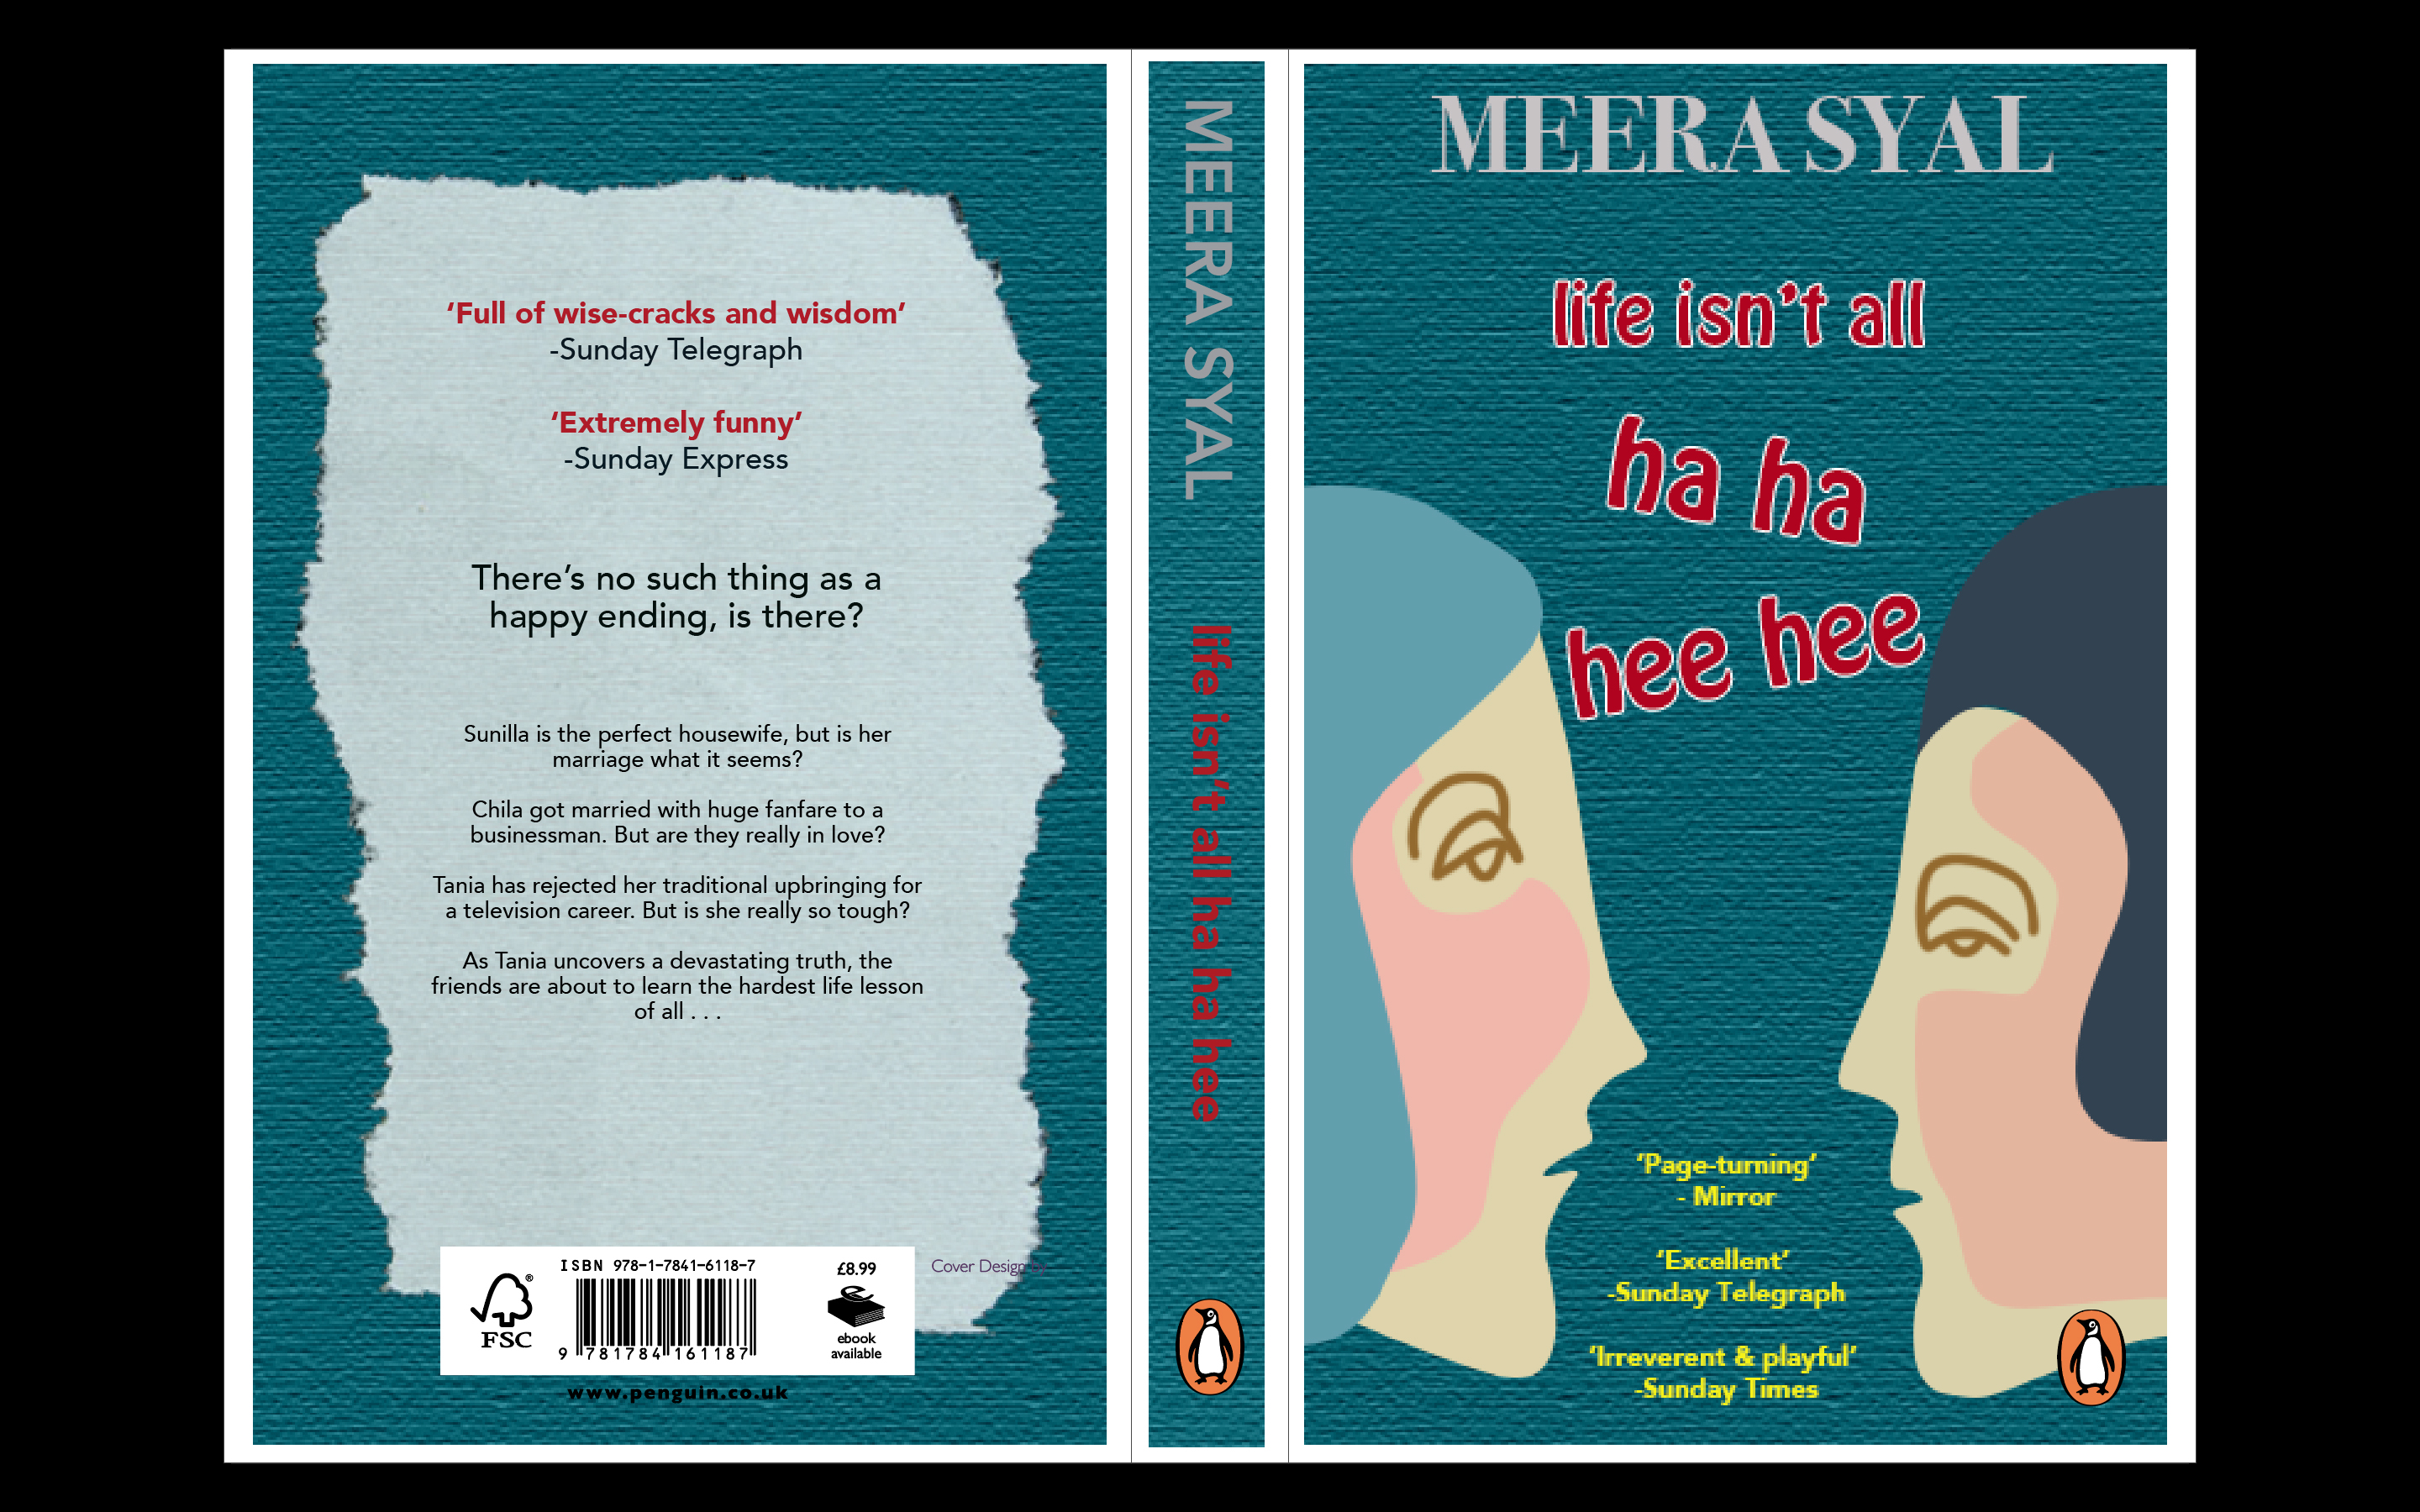 'Full of wise-cracks and wisdom'
-Sunday Telegraph
'Extremely funny'
-Sunday Express
There's no such thing as a
happy ending, is there?
Sunilla is the perfect housewife, but is her
marriage what it seems?
Chila got married with huge fanfare to a
businessman. But are they really in love?
Tania has rejected her traditional upbringing for
a television career. But is she really so tough?
As Tania uncovers a devastating truth, the
friends are about to learn the hardest life lesson
of all . . .
ISBN 978-1-7841-6118-7
9 781784 161187
FSC
®
£8.99
ebook
available
Cover Design by
www.penguin.co.uk
MEERA SYAL
life isn't all ha ha hee
MEERA SYAL
life isn't all
ha ha
hee hee
'Page-turning'
- Mirror
'Excellent'
-Sunday Telegraph
'Irreverent & playful'
-Sunday Times